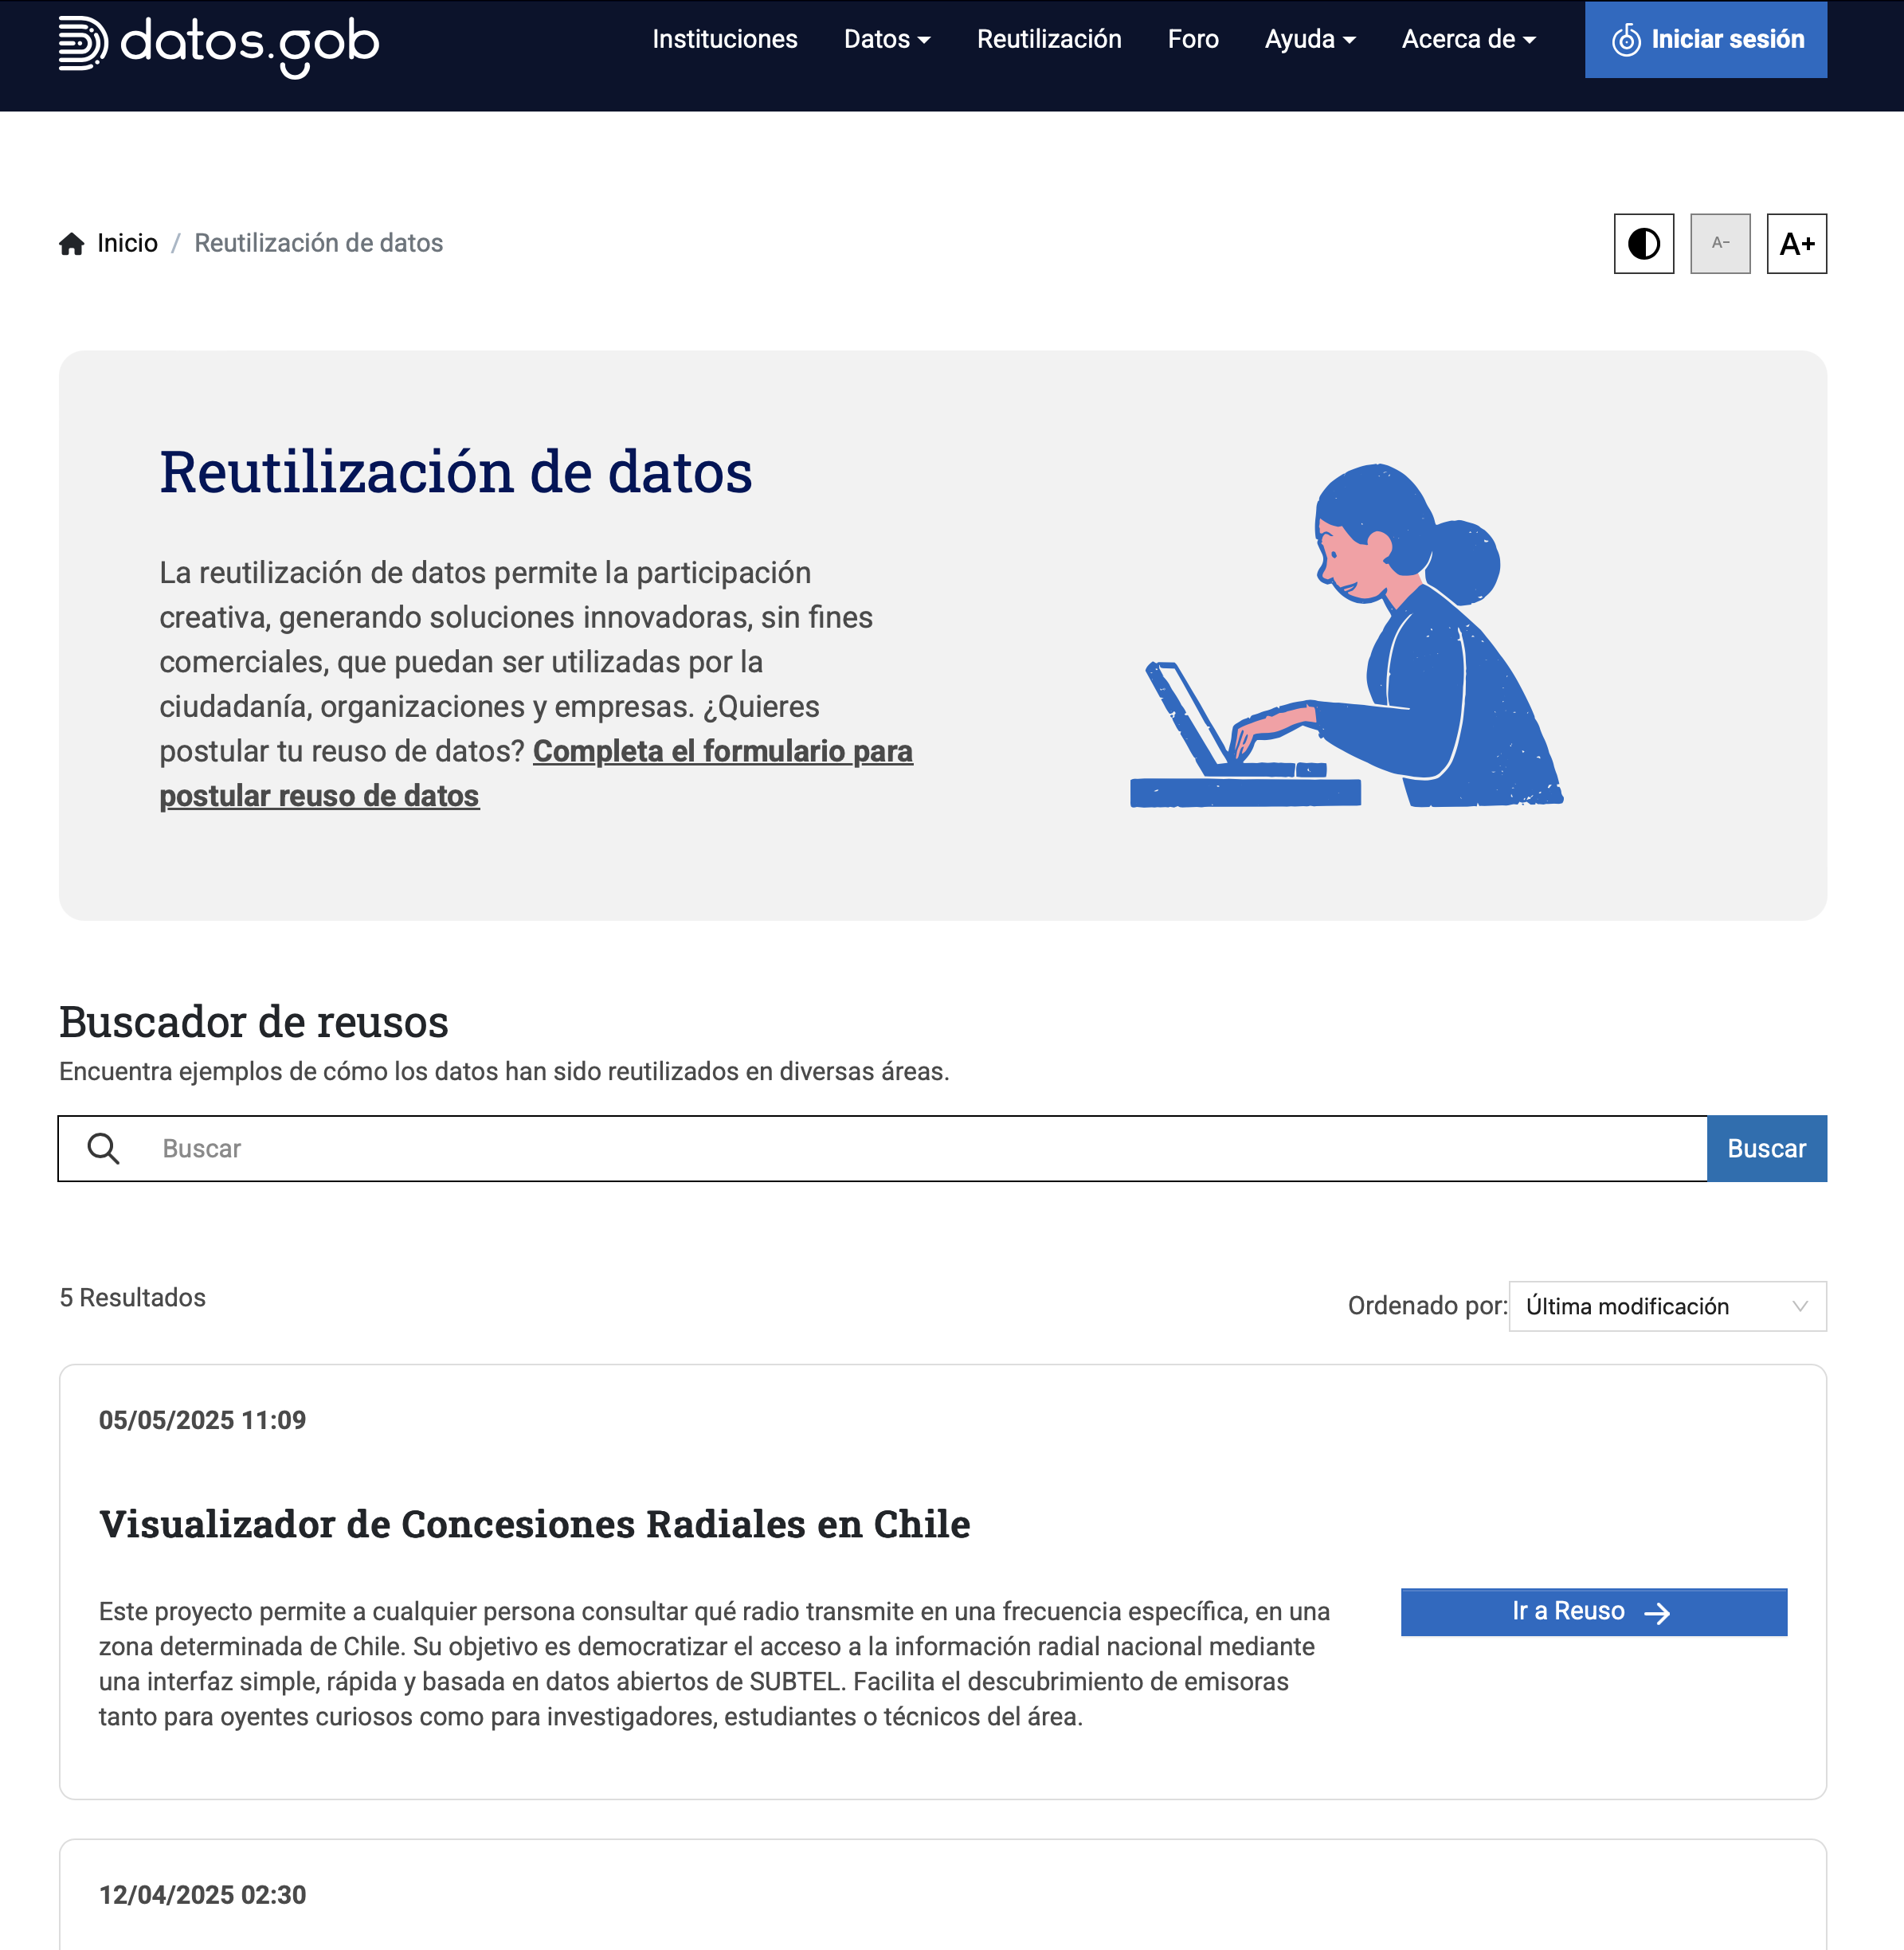 datos.gob
Instituciones
Datos
Reutilización
Foro
Ayuda
Acerca de
Iniciar sesión
Inicio / Reutilización de datos
A-
A+
Reutilización de datos
La reutilización de datos permite la participación
creativa, generando soluciones innovadoras, sin fines
comerciales, que puedan ser utilizadas por la
ciudadanía, organizaciones y empresas. ¿Quieres
postular tu reuso de datos? Completa el formulario para
postular reuso de datos
Buscador de reusos
Encuentra ejemplos de cómo los datos han sido reutilizados en diversas áreas.
Buscar
Buscar
5 Resultados
Ordenado por: Última modificación
05/05/2025 11:09
Visualizador de Concesiones Radiales en Chile
Este proyecto permite a cualquier persona consultar qué radio transmite en una frecuencia específica, en una
zona determinada de Chile. Su objetivo es democratizar el acceso a la información radial nacional mediante
una interfaz simple, rápida y basada en datos abiertos de SUBTEL. Facilita el descubrimiento de emisoras
tanto para oyentes curiosos como para investigadores, estudiantes o técnicos del área.
Ir a Reuso
12/04/2025 02:30